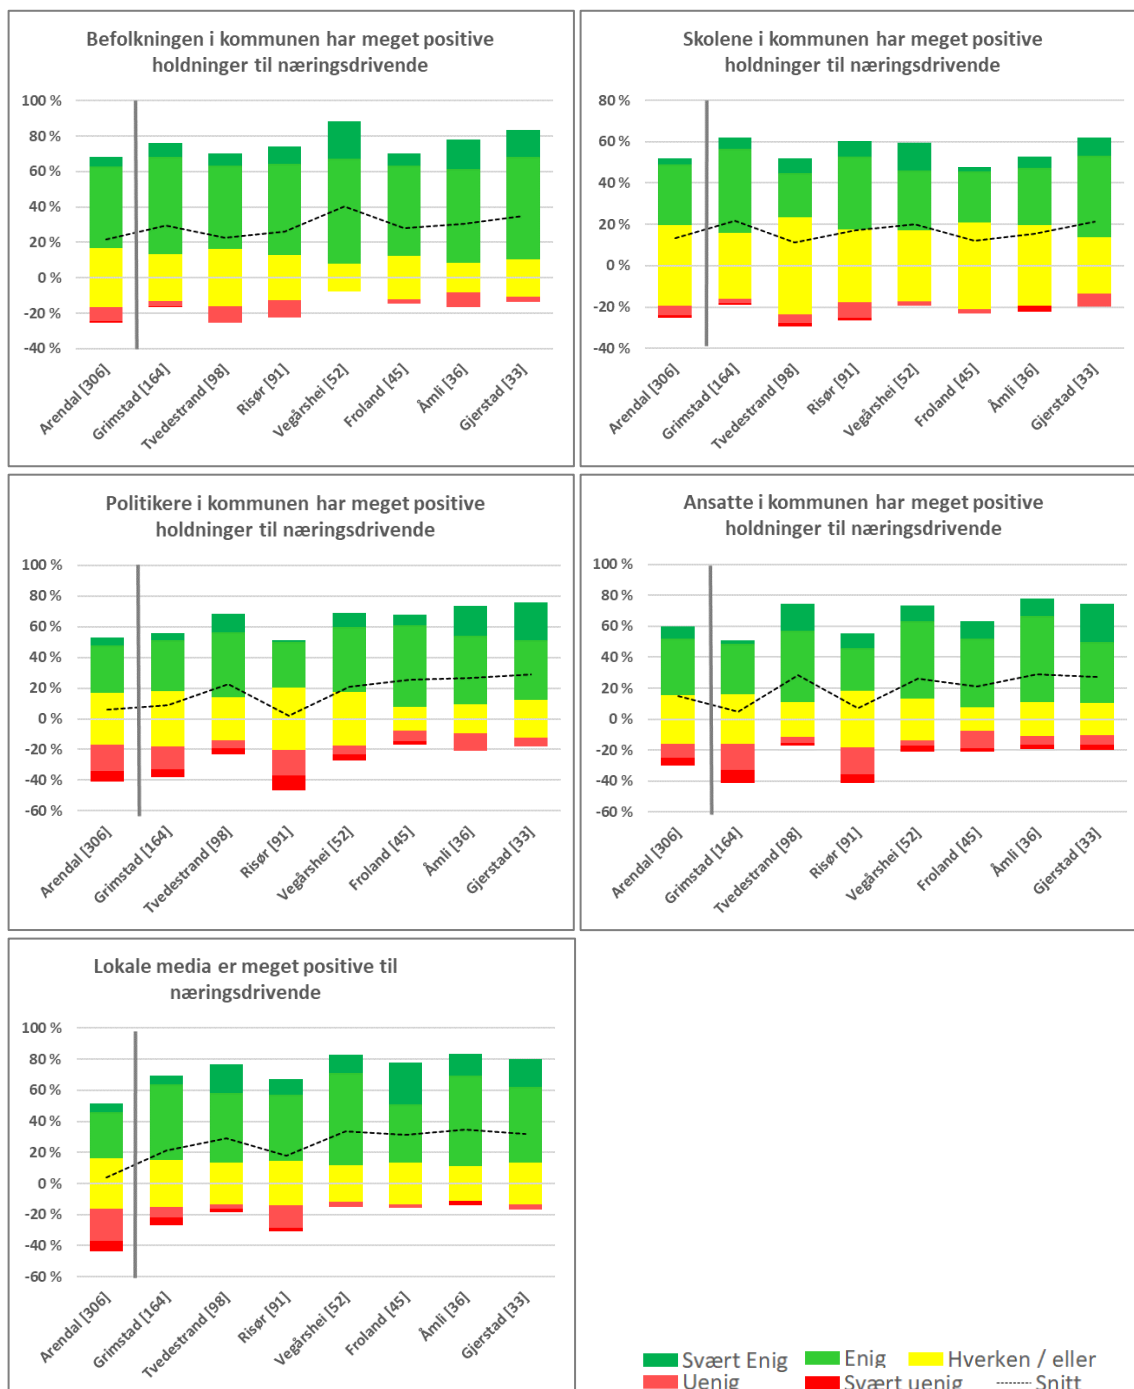 Befolkningen i kommunen har meget positive
holdninger til næringsdrivende
100 %
80 %
60 %
40 %
20 %
0 %
-20 %
-40 %
Arendal [306]
Grimstad [164]
Tvedestrand [98]
Risør [91]
Vegårshei [52]
Froland [45]
Åmli [36]
Gjerstad [33]
Skolene i kommunen har meget positive
holdninger til næringsdrivende
80 %
60 %
40 %
20 %
0 %
-20 %
-40 %
Arendal [306]
Grimstad [164]
Tvedestrand [98]
Risør [91]
Vegårshei [52]
Froland [45]
Åmli [36]
Gjerstad [33]
Politikere i kommunen har meget positive
holdninger til næringsdrivende
100 %
80 %
60 %
40 %
20 %
0 %
-20 %
-40 %
-60 %
Arendal [306]
Grimstad [164]
Tvedestrand [98]
Risør [91]
Vegårshei [52]
Froland [45]
Åmli [36]
Gjerstad [33]
Ansatte i kommunen har meget positive
holdninger til næringsdrivende
100 %
80 %
60 %
40 %
20 %
0 %
-20 %
-40 %
-60 %
Arendal [306]
Grimstad [164]
Tvedestrand [98]
Risør [91]
Vegårshei [52]
Froland [45]
Åmli [36]
Gjerstad [33]
Lokale media er meget positive til
næringsdrivende
100 %
80 %
60 %
40 %
20 %
0 %
-20 %
-40 %
-60 %
Arendal [306]
Grimstad [164]
Tvedestrand [98]
Risør [91]
Vegårshei [52]
Froland [45]
Åmli [36]
Gjerstad [33]
Svært Enig Enig Hverken / eller
Uenig Svært uenig Snitt